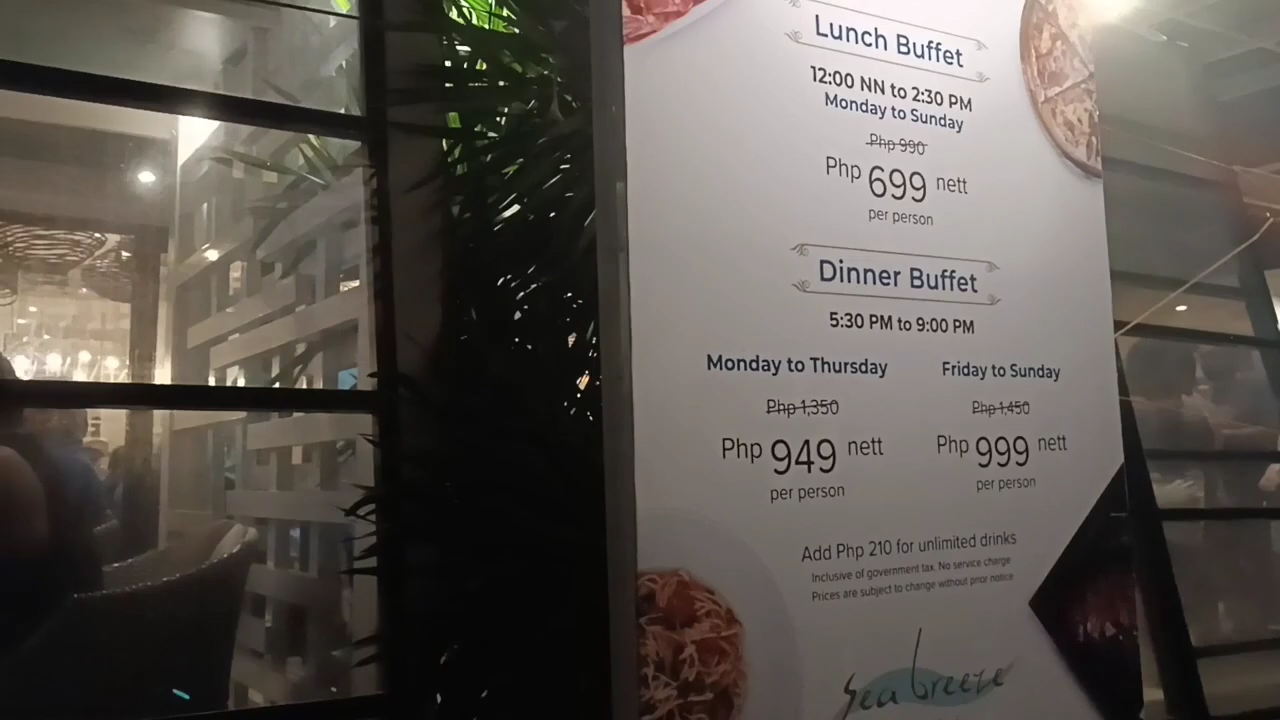 Lunch Buffet
12:00 NN to 2:30 PM
Monday to Sunday
Php 990
Php 699 nett
per person
Dinner Buffet
5:30 PM to 9:00 PM
Monday to Thursday
Php 1,350
Php 949 nett
per person
Friday to Sunday
Php 1,450
Php 999 nett
per person
Add Php 210 for unlimited drinks
Inclusive of government tax. No service charge
Prices are subject to change without prior notice
sea breeze